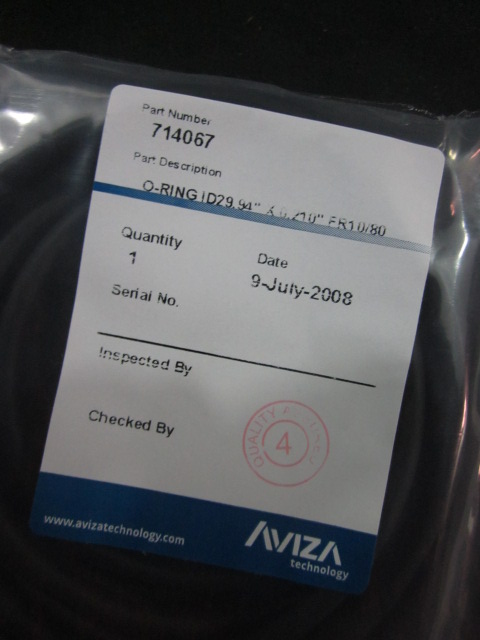 Part Number
714067
Part Description
O-RING ID29.94" X 0.210" FR10/80
Quantity
1
Date
9-July-2008
Serial No.
Inspected By
Checked By
QUALITY
4
www.avizatechnology.com
AVIZA
technology